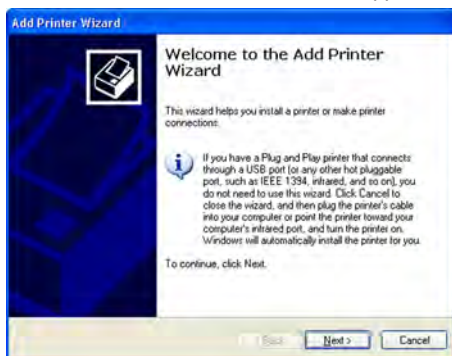 Add Printer Wizard
Welcome to the Add Printer
Wizard
This wizard helps you install a printer or make printer
connections.
If you have a Plug and Play printer that connects
through a USB port (or any other hot pluggable
port, such as IEEE 1394, infrared, and so on), you
do not need to use this wizard. Click Cancel to
close the wizard, and then plug the printer's cable
into your computer or point the printer toward your
computer's infrared port, and turn the printer on.
Windows will automatically install the printer for you.
To continue, click Next.
< Back Next > Cancel